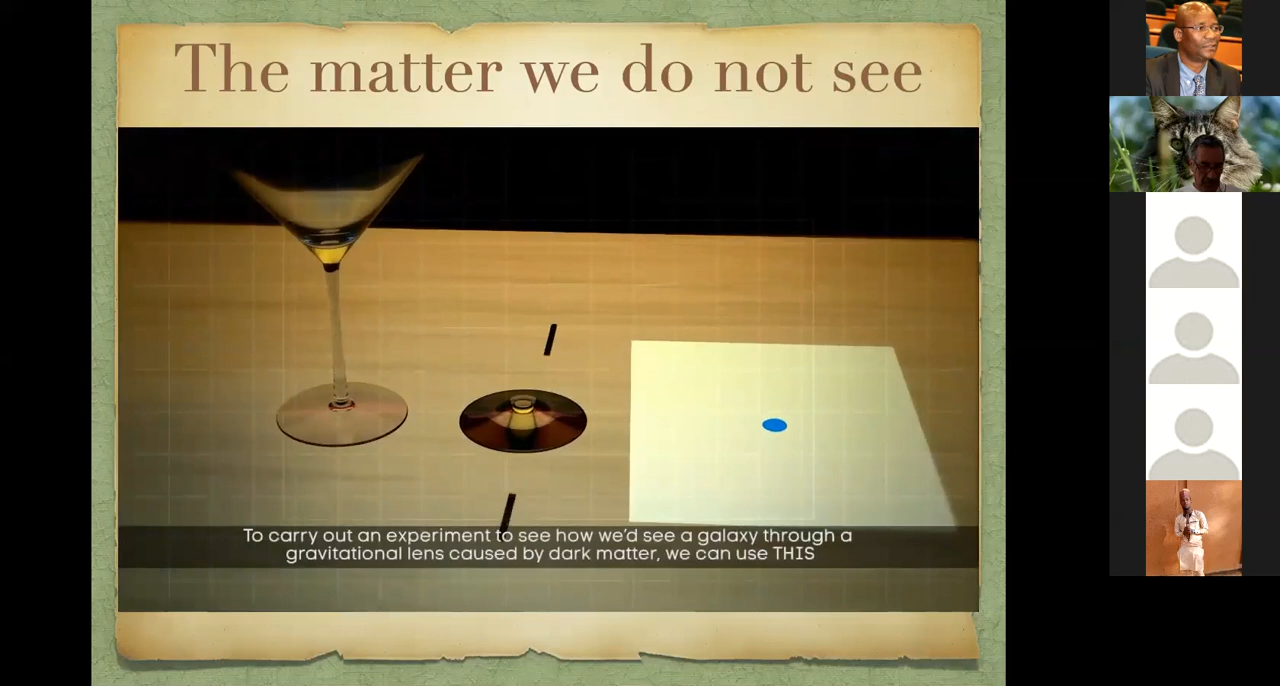 The matter we do not see
To carry out an experiment to see how we'd see a galaxy through a
gravitational lens caused by dark matter, we can use THIS